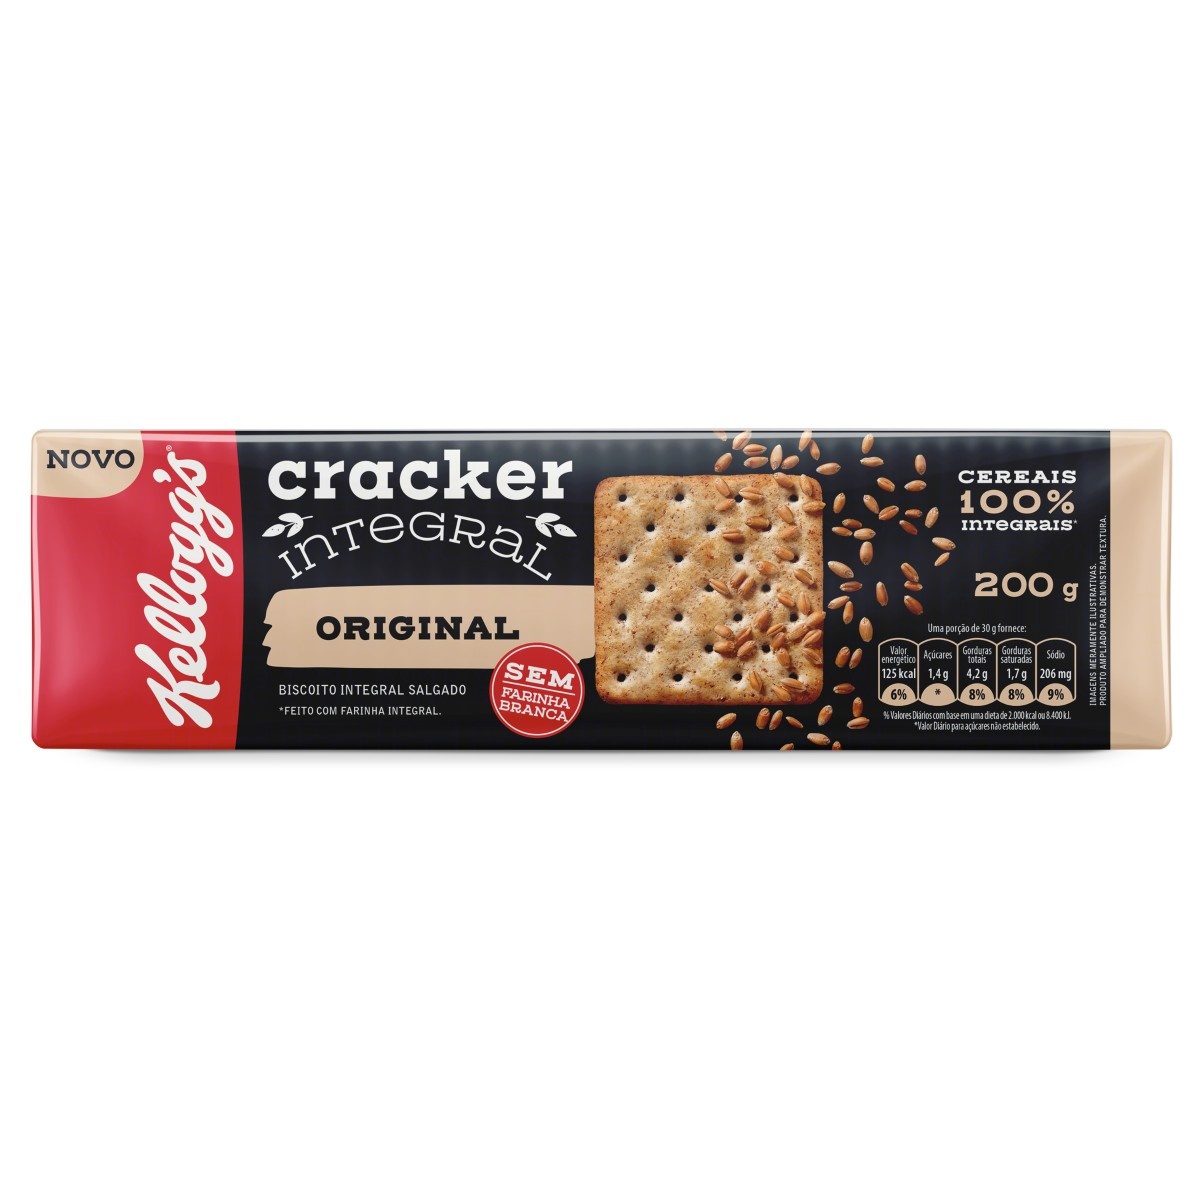 NOVO
Kellogg's®
cracker
INTEGRAL
ORIGINAL
BISCOITO INTEGRAL SALGADO
*FEITO COM FARINHA INTEGRAL.
SEM
FARINHA
BRANCA
CEREAIS
100%
INTEGRAIS*
200 g
Uma porção de 30 g fornece:
Valor energético 125 kcal 6%
Açúcares 1,4 g *
Gorduras totais 4,2 g 8%
Gorduras saturadas 1,7 g 8%
Sódio 206 mg 9%
% Valores Diários com base em uma dieta de 2.000 kcal ou 8.400 kJ.
*Valor Diário para açúcares não estabelecido.
IMAGENS MERAMENTE ILUSTRATIVAS.
PRODUTO AMPLIADO PARA DEMONSTRAR TEXTURA.